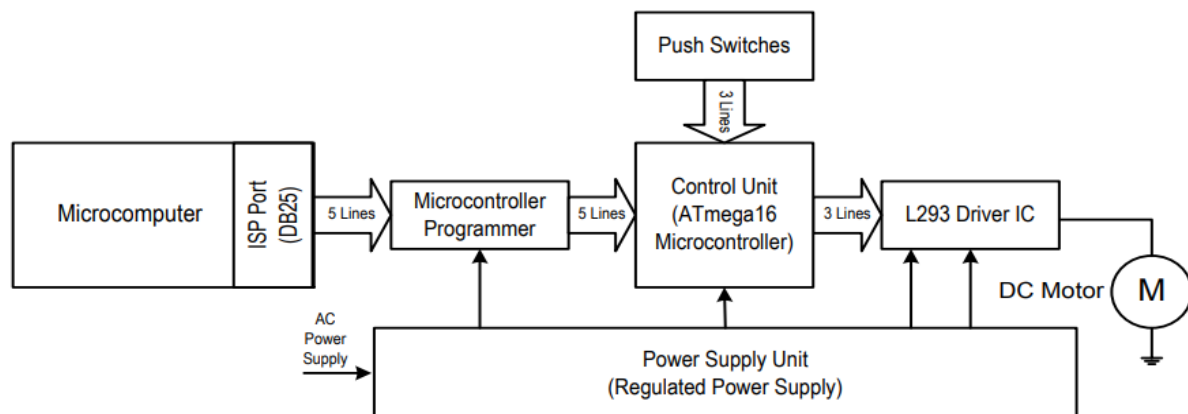 Push Switches
3 Lines
Microcomputer
ISP Port
(DB25)
5 Lines
Microcontroller
Programmer
5 Lines
Control Unit
(ATmega16
Microcontroller)
3 Lines
L293 Driver IC
DC Motor
M
AC
Power
Supply
Power Supply Unit
(Regulated Power Supply)